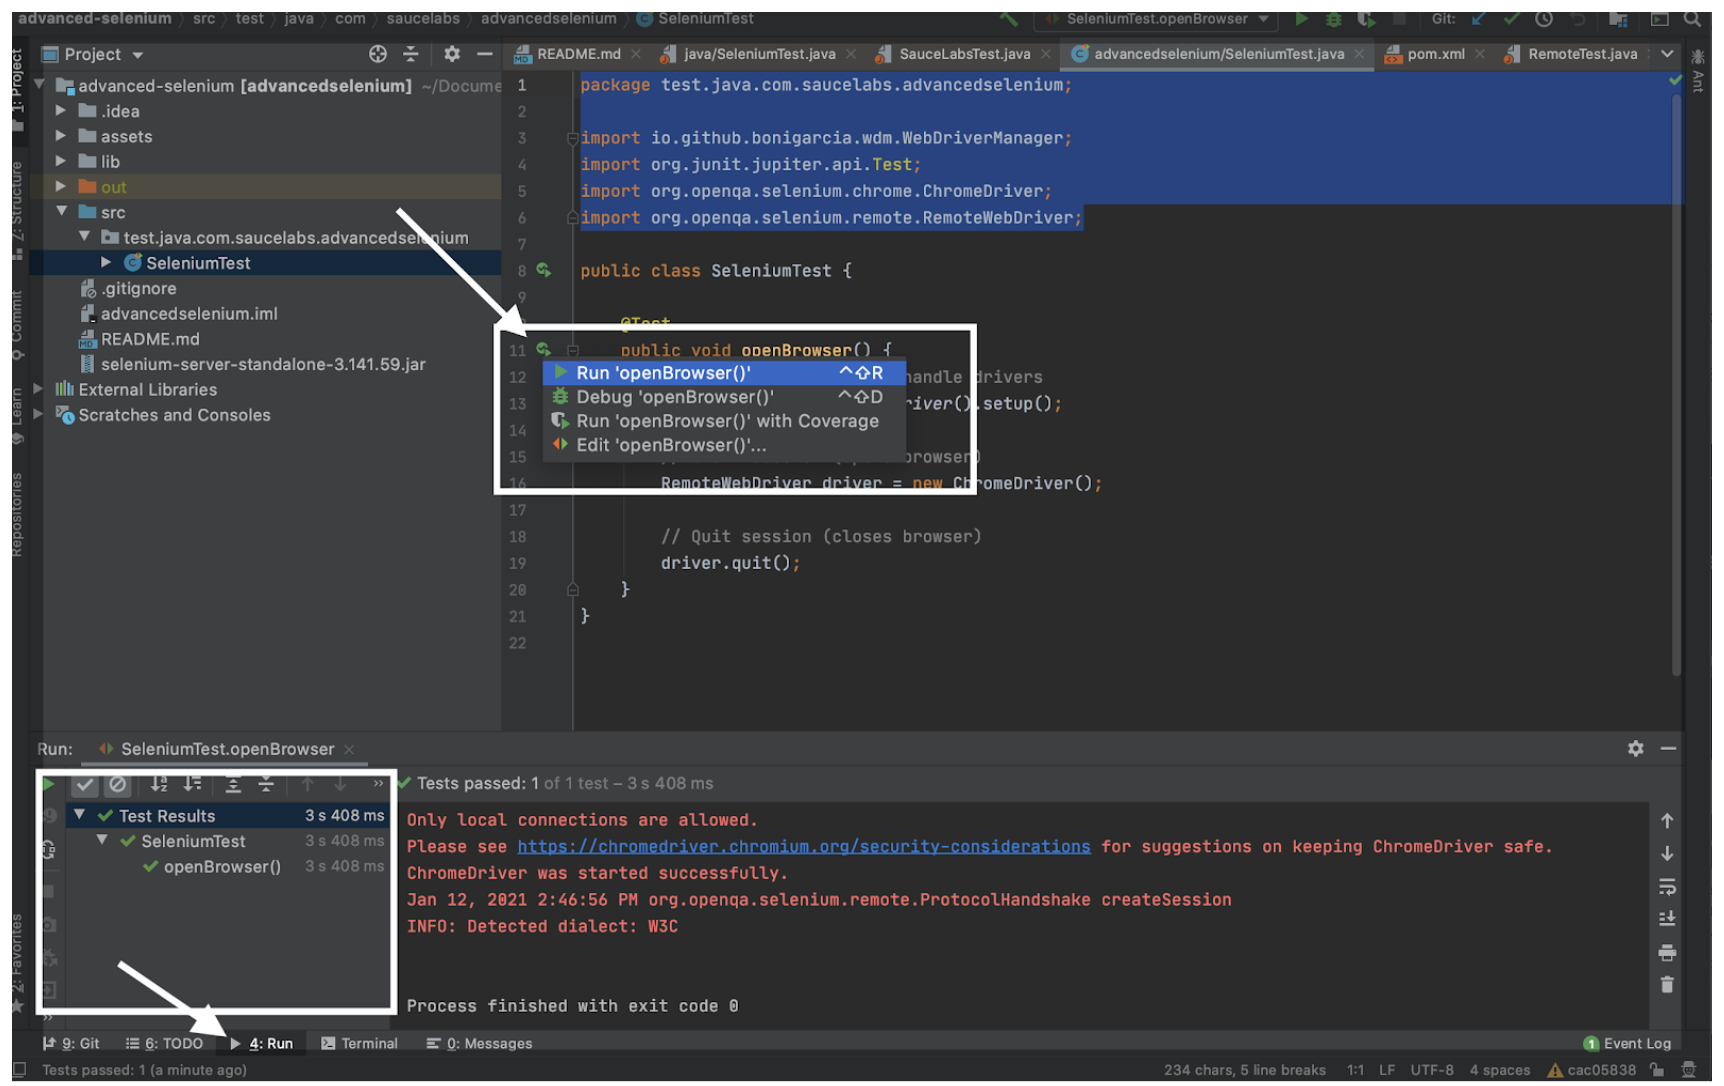 advanced-selenium src test java com saucelabs advancedselenium SeleniumTest SeleniumTest.openBrowser Git:
Project README.md java/SeleniumTest.java SauceLabsTest.java advancedselenium/SeleniumTest.java pom.xml RemoteTest.java
1: Project
Z: Structure
Commit
Learn
Repositories
2: Favorites
Ant
advanced-selenium [advancedselenium] ~/Docume
.idea
assets
lib
out
src
test.java.com.saucelabs.advancedselenium
SeleniumTest
.gitignore
advancedselenium.iml
README.md
selenium-server-standalone-3.141.59.jar
External Libraries
Scratches and Consoles
1 package test.java.com.saucelabs.advancedselenium;
2
3 import io.github.bonigarcia.wdm.WebDriverManager;
4 import org.junit.jupiter.api.Test;
5 import org.openqa.selenium.chrome.ChromeDriver;
6 import org.openqa.selenium.remote.RemoteWebDriver;
7
8 public class SeleniumTest {
9
@Test
11 public void openBrowser() {
12 handle drivers
13 river().setup();
14
15 browser)
16 RemoteWebDriver driver = new ChromeDriver();
17
18 // Quit session (closes browser)
19 driver.quit();
20 }
21 }
22
Run 'openBrowser()' ^⇧R
Debug 'openBrowser()' ^⇧D
Run 'openBrowser()' with Coverage
Edit 'openBrowser()'...
Run: SeleniumTest.openBrowser
Tests passed: 1 of 1 test – 3 s 408 ms
Test Results 3 s 408 ms
SeleniumTest 3 s 408 ms
openBrowser() 3 s 408 ms
Only local connections are allowed.
Please see https://chromedriver.chromium.org/security-considerations for suggestions on keeping ChromeDriver safe.
ChromeDriver was started successfully.
Jan 12, 2021 2:46:56 PM org.openqa.selenium.remote.ProtocolHandshake createSession
INFO: Detected dialect: W3C
Process finished with exit code 0
9: Git 6: TODO 4: Run Terminal 0: Messages 1 Event Log
Tests passed: 1 (a minute ago) 234 chars, 5 line breaks 1:1 LF UTF-8 4 spaces cac05838